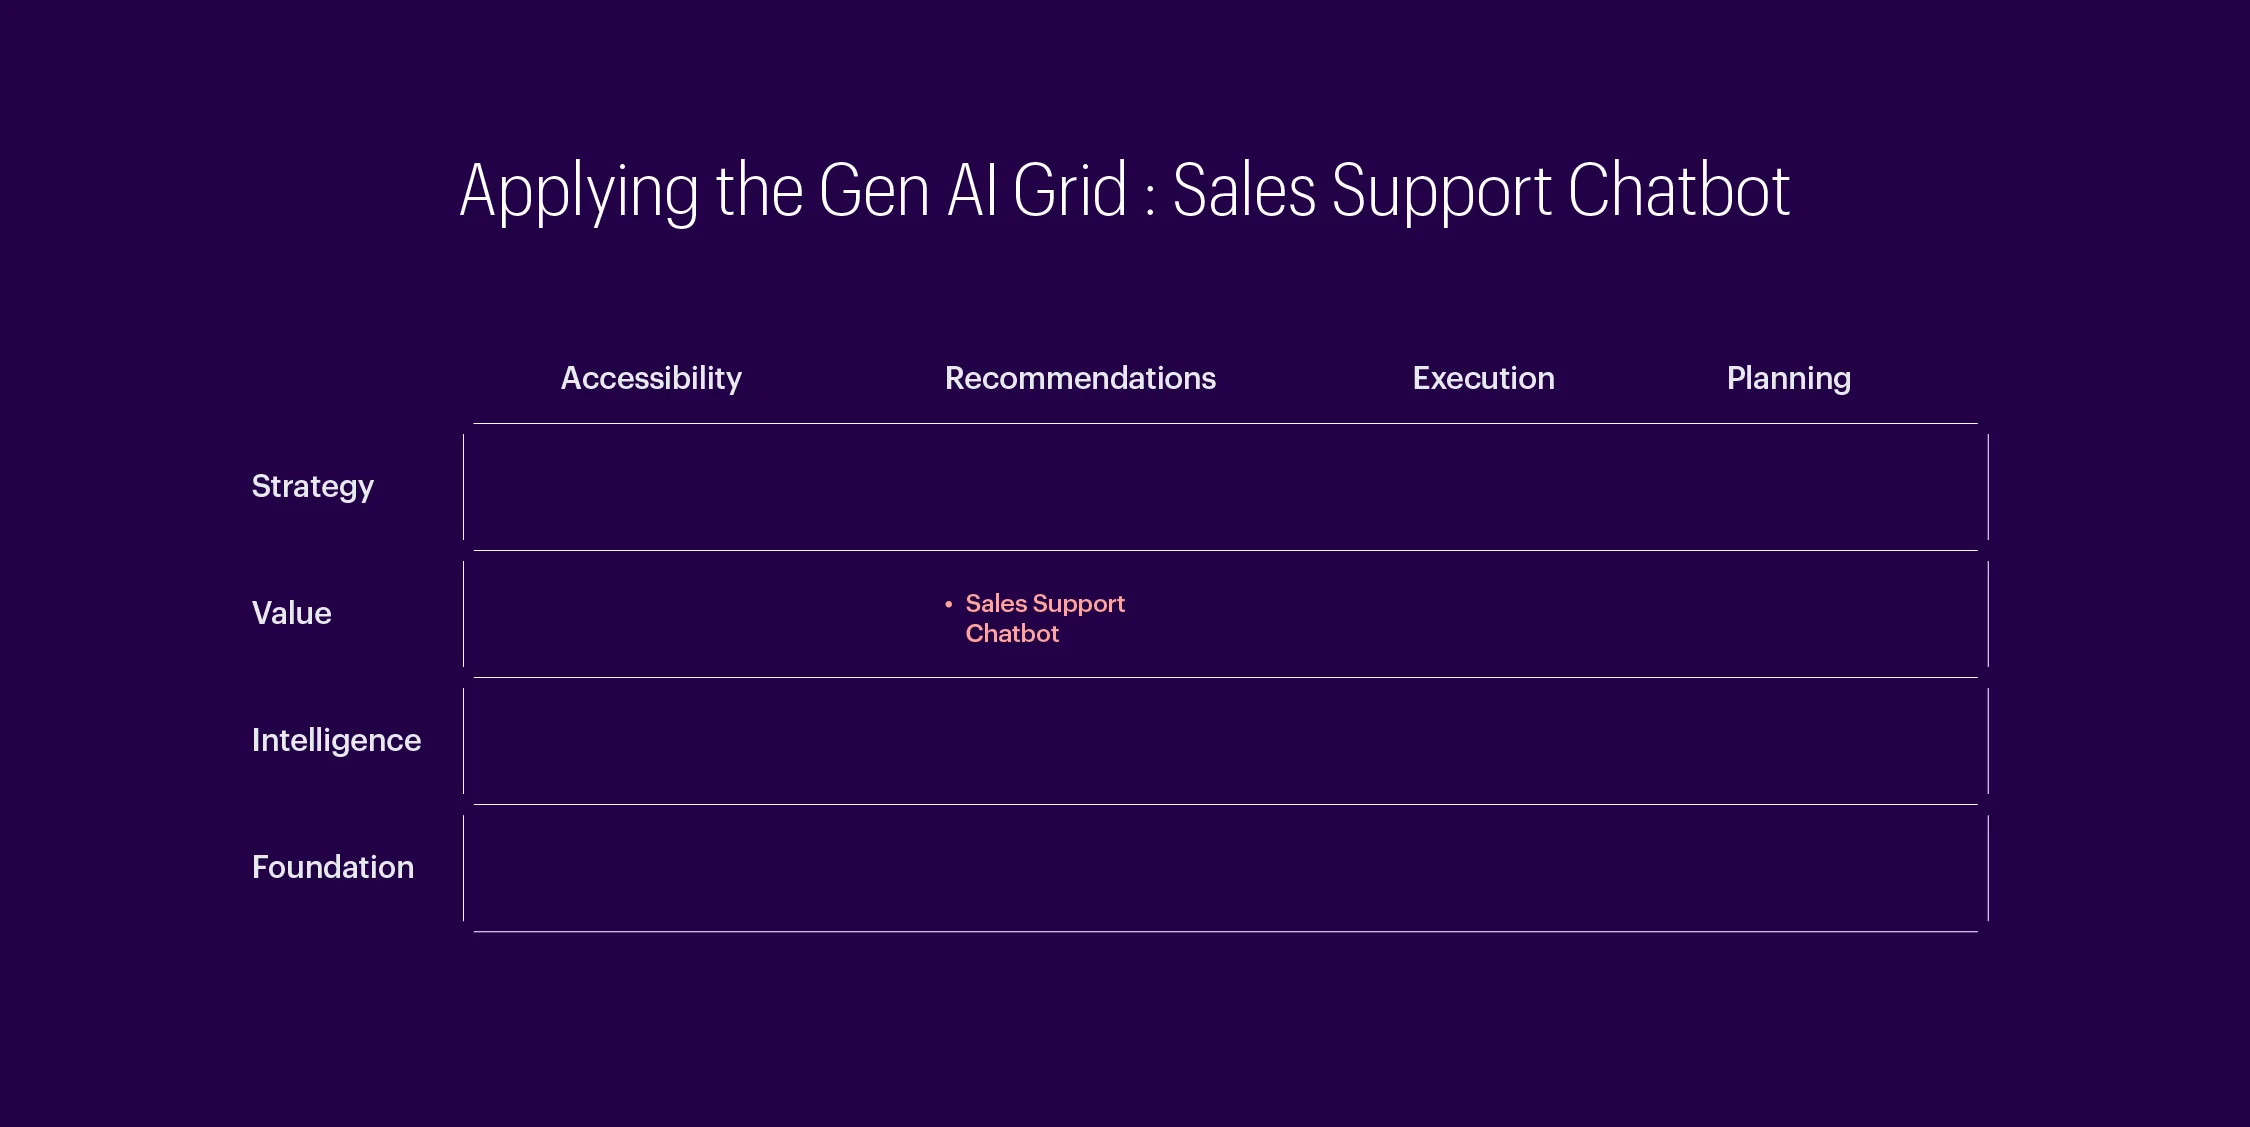 Applying the Gen AI Grid : Sales Support Chatbot
Accessibility Recommendations Execution Planning
Strategy
Value
• Sales Support
Chatbot
Intelligence
Foundation